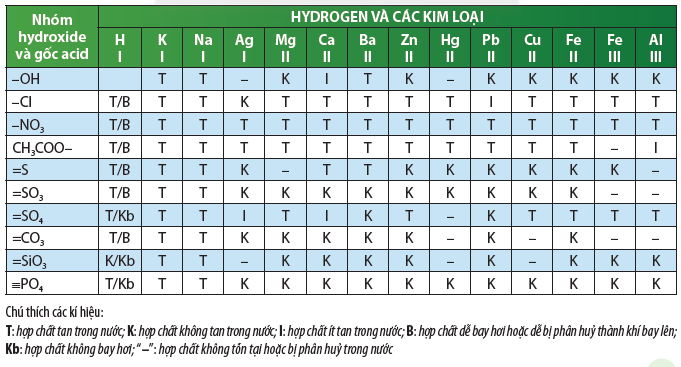 Nhóm hydroxide và gốc acid HYDROGEN VÀ CÁC KIM LOẠI
H I K I Na I Ag I Mg II Ca II Ba II Zn II Hg II Pb II Cu II Fe II Fe III Al III
–OH T T – K I T K – K K K K K
–Cl T/B T T K T T T T T I T T T T
–NO₃ T/B T T T T T T T T T T T T T
CH₃COO– T/B T T T T T T T T T T T – I
=S T/B T T K – T T K K K K K K –
=SO₃ T/B T T K K K K K K K K K – –
=SO₄ T/Kb T T I T I K T – K T T T T
=CO₃ T/B T T K K K K K – K – K – –
=SiO₃ K/Kb T T – K K K K – K – K K K
≡PO₄ T/Kb T T K K K K K K K K K K K
Chú thích các kí hiệu:
T: hợp chất tan trong nước; K: hợp chất không tan trong nước; I: hợp chất ít tan trong nước; B: hợp chất dễ bay hơi hoặc dễ bị phân huỷ thành khí bay lên;
Kb: hợp chất không bay hơi; “–”: hợp chất không tồn tại hoặc bị phân huỷ trong nước